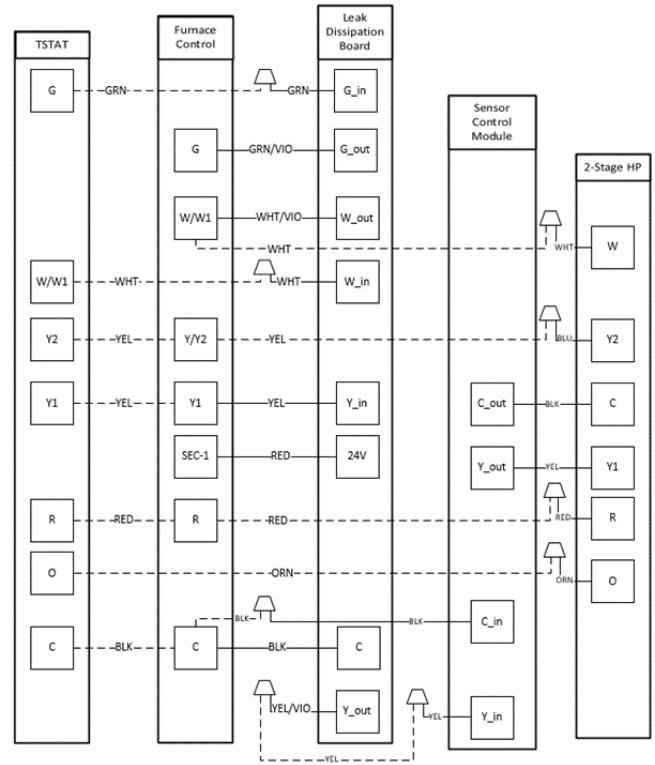 Leak
Dissipation
Board
Furnace
Control
TSTAT
G
GRN
GRN
G_in
Sensor
Control
Module
G
GRN/VIO
G_out
2-Stage HP
W/W1
WHT/VIO
W_out
WHT
WHT
W
W/W1
WHT
WHT
W_in
Y2
YEL
Y/Y2
YEL
BLU
Y2
Y1
YEL
Y1
YEL
Y_in
C_out
BLK
C
SEC-1
RED
24V
Y_out
YEL
Y1
R
RED
R
RED
RED
R
O
ORN
ORN
O
BLK
BLK
C_in
C
BLK
C
BLK
C
YEL/VIO
Y_out
YEL
Y_in
YEL